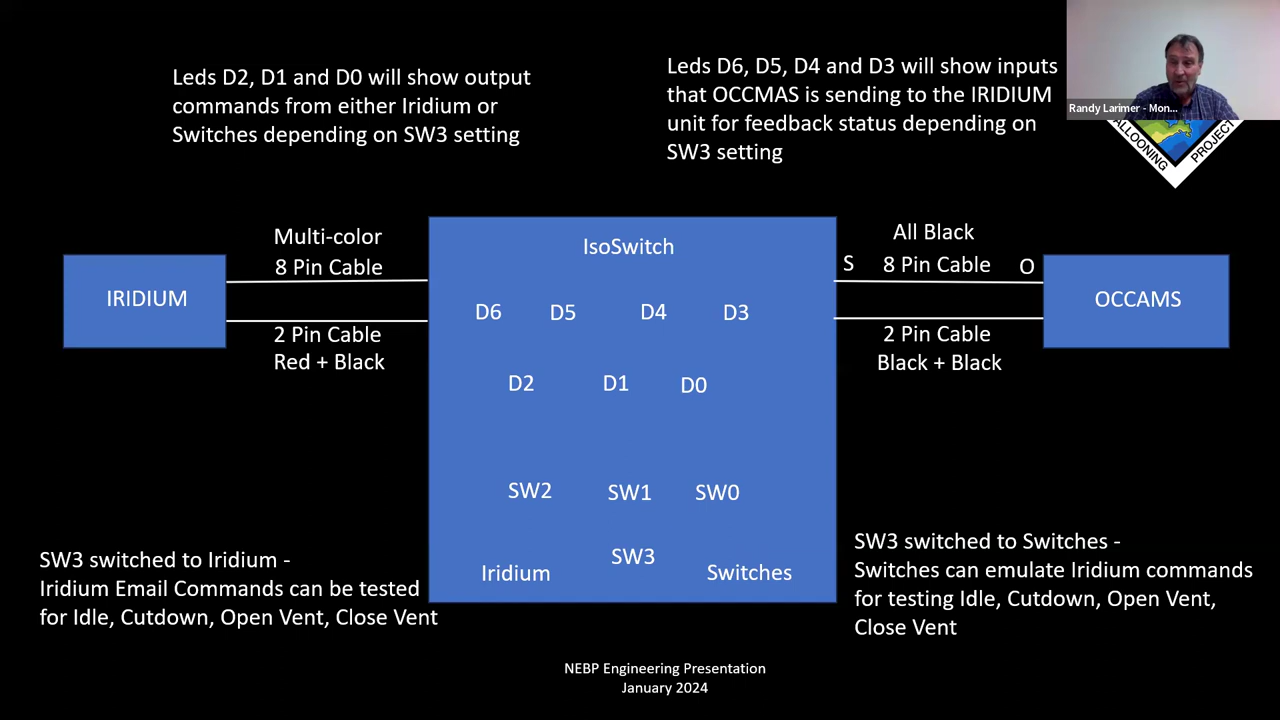 Leds D2, D1 and D0 will show output
commands from either Iridium or
Switches depending on SW3 setting
Leds D6, D5, D4 and D3 will show inputs
that OCCMAS is sending to the IRIDIUM
unit for feedback status depending on
SW3 setting
Randy Larimer - Mon...
ALLOONING
PROJECT
Multi-color
8 Pin Cable
IRIDIUM
2 Pin Cable
Red + Black
IsoSwitch
D6 D5 D4 D3
D2 D1 D0
SW2 SW1 SW0
SW3
Iridium Switches
All Black
S 8 Pin Cable O
OCCAMS
2 Pin Cable
Black + Black
SW3 switched to Iridium -
Iridium Email Commands can be tested
for Idle, Cutdown, Open Vent, Close Vent
SW3 switched to Switches -
Switches can emulate Iridium commands
for testing Idle, Cutdown, Open Vent,
Close Vent
NEBP Engineering Presentation
January 2024